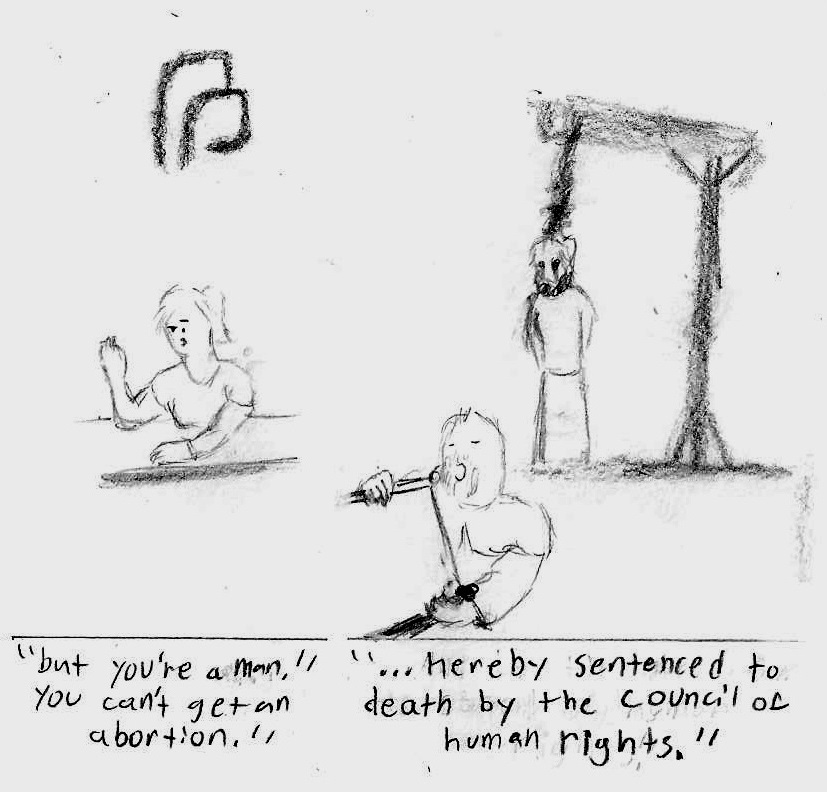 "but you're a man."
you can't get an
abortion."
"...hereby sentenced to
death by the council of
human rights."